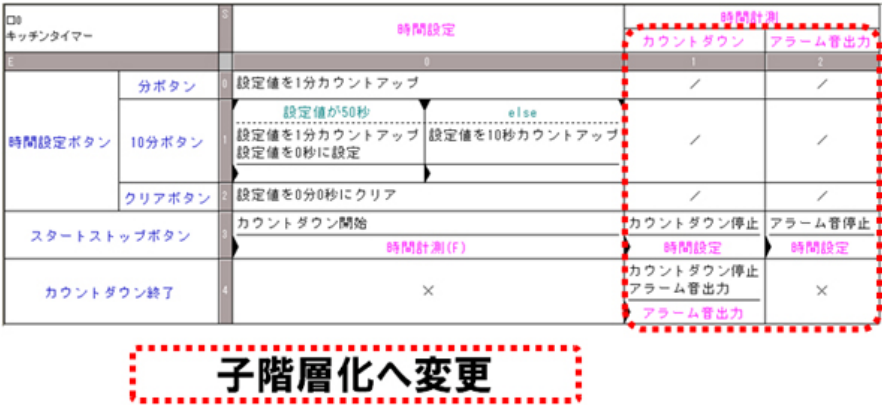 □0
キッチンタイマー
S
時間設定
時間計測
カウントダウン
アラーム音出力
E
0
1
2
時間設定ボタン
分ボタン
0
設定値を1分カウントアップ
／
／
10分ボタン
1
設定値が50秒
else
設定値を1分カウントアップ
設定値を0秒に設定
設定値を10秒カウントアップ
／
／
クリアボタン
2
設定値を0分0秒にクリア
／
／
スタートストップボタン
3
カウントダウン開始
時間計測(F)
カウントダウン停止
時間設定
アラーム音停止
時間設定
カウントダウン終了
4
×
カウントダウン停止
アラーム音出力
アラーム音出力
×
子階層化へ変更